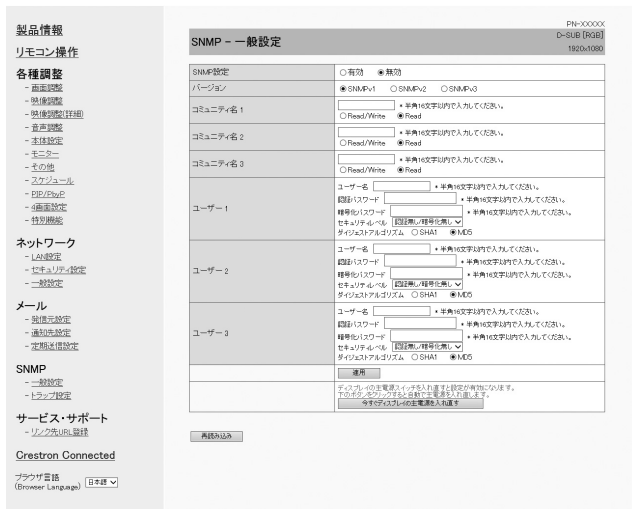 製品情報
リモコン操作
各種調整
- 画面調整
- 映像調整
- 映像調整(詳細)
- 音声調整
- 本体設定
- モニター
- その他
- スケジュール
- PIP/PbyP
- 4画面設定
- 特別機能
ネットワーク
- LAN設定
- セキュリティ設定
- 一般設定
メール
- 発信元設定
- 通知先設定
- 定期送信設定
SNMP
- 一般設定
- トラップ設定
サービス・サポート
- リンク先URL登録
Crestron Connected
ブラウザ言語
(Browser Language) 日本語
PN-XXXXX
SNMP - 一般設定 D-SUB [RGB]
1920x1080
SNMP設定 有効 無効
バージョン SNMPv1 SNMPv2 SNMPv3
コミュニティ名 1 * 半角16文字以内で入力してください。
Read/Write Read
コミュニティ名 2 * 半角16文字以内で入力してください。
Read/Write Read
コミュニティ名 3 * 半角16文字以内で入力してください。
Read/Write Read
ユーザー 1
ユーザー名 * 半角16文字以内で入力してください。
認証パスワード * 半角16文字以内で入力してください。
暗号化パスワード * 半角16文字以内で入力してください。
セキュリティレベル 認証無し/暗号化無し
ダイジェストアルゴリズム SHA1 MD5
ユーザー 2
ユーザー名 * 半角16文字以内で入力してください。
認証パスワード * 半角16文字以内で入力してください。
暗号化パスワード * 半角16文字以内で入力してください。
セキュリティレベル 認証無し/暗号化無し
ダイジェストアルゴリズム SHA1 MD5
ユーザー 3
ユーザー名 * 半角16文字以内で入力してください。
認証パスワード * 半角16文字以内で入力してください。
暗号化パスワード * 半角16文字以内で入力してください。
セキュリティレベル 認証無し/暗号化無し
ダイジェストアルゴリズム SHA1 MD5
適用
ディスプレイの主電源スイッチを入れ直すと設定が有効になります。
下のボタンをクリックすると自動で主電源を入れ直します。
今すぐディスプレイの主電源を入れ直す
再読み込み